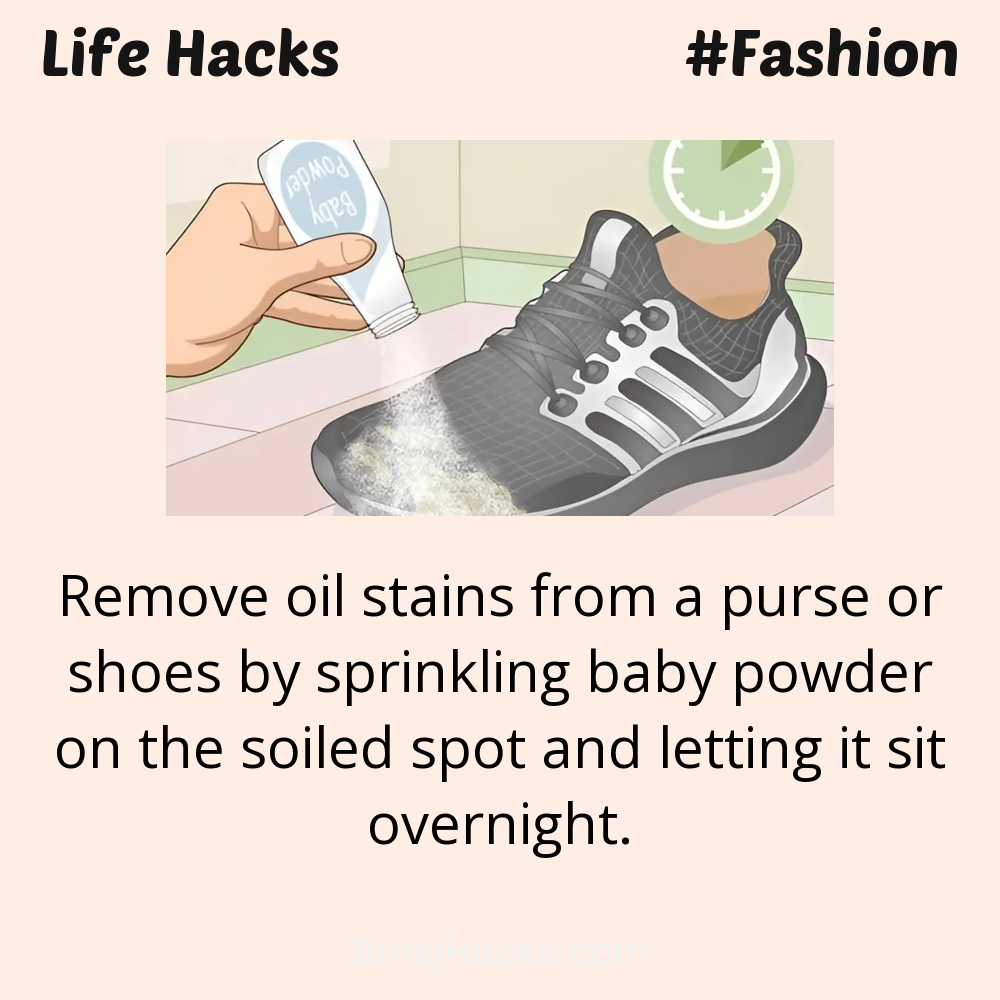 Life Hacks
#Fashion
Baby
Powder
Remove oil stains from a purse or
shoes by sprinkling baby powder
on the soiled spot and letting it sit
overnight.
BringHacks.com